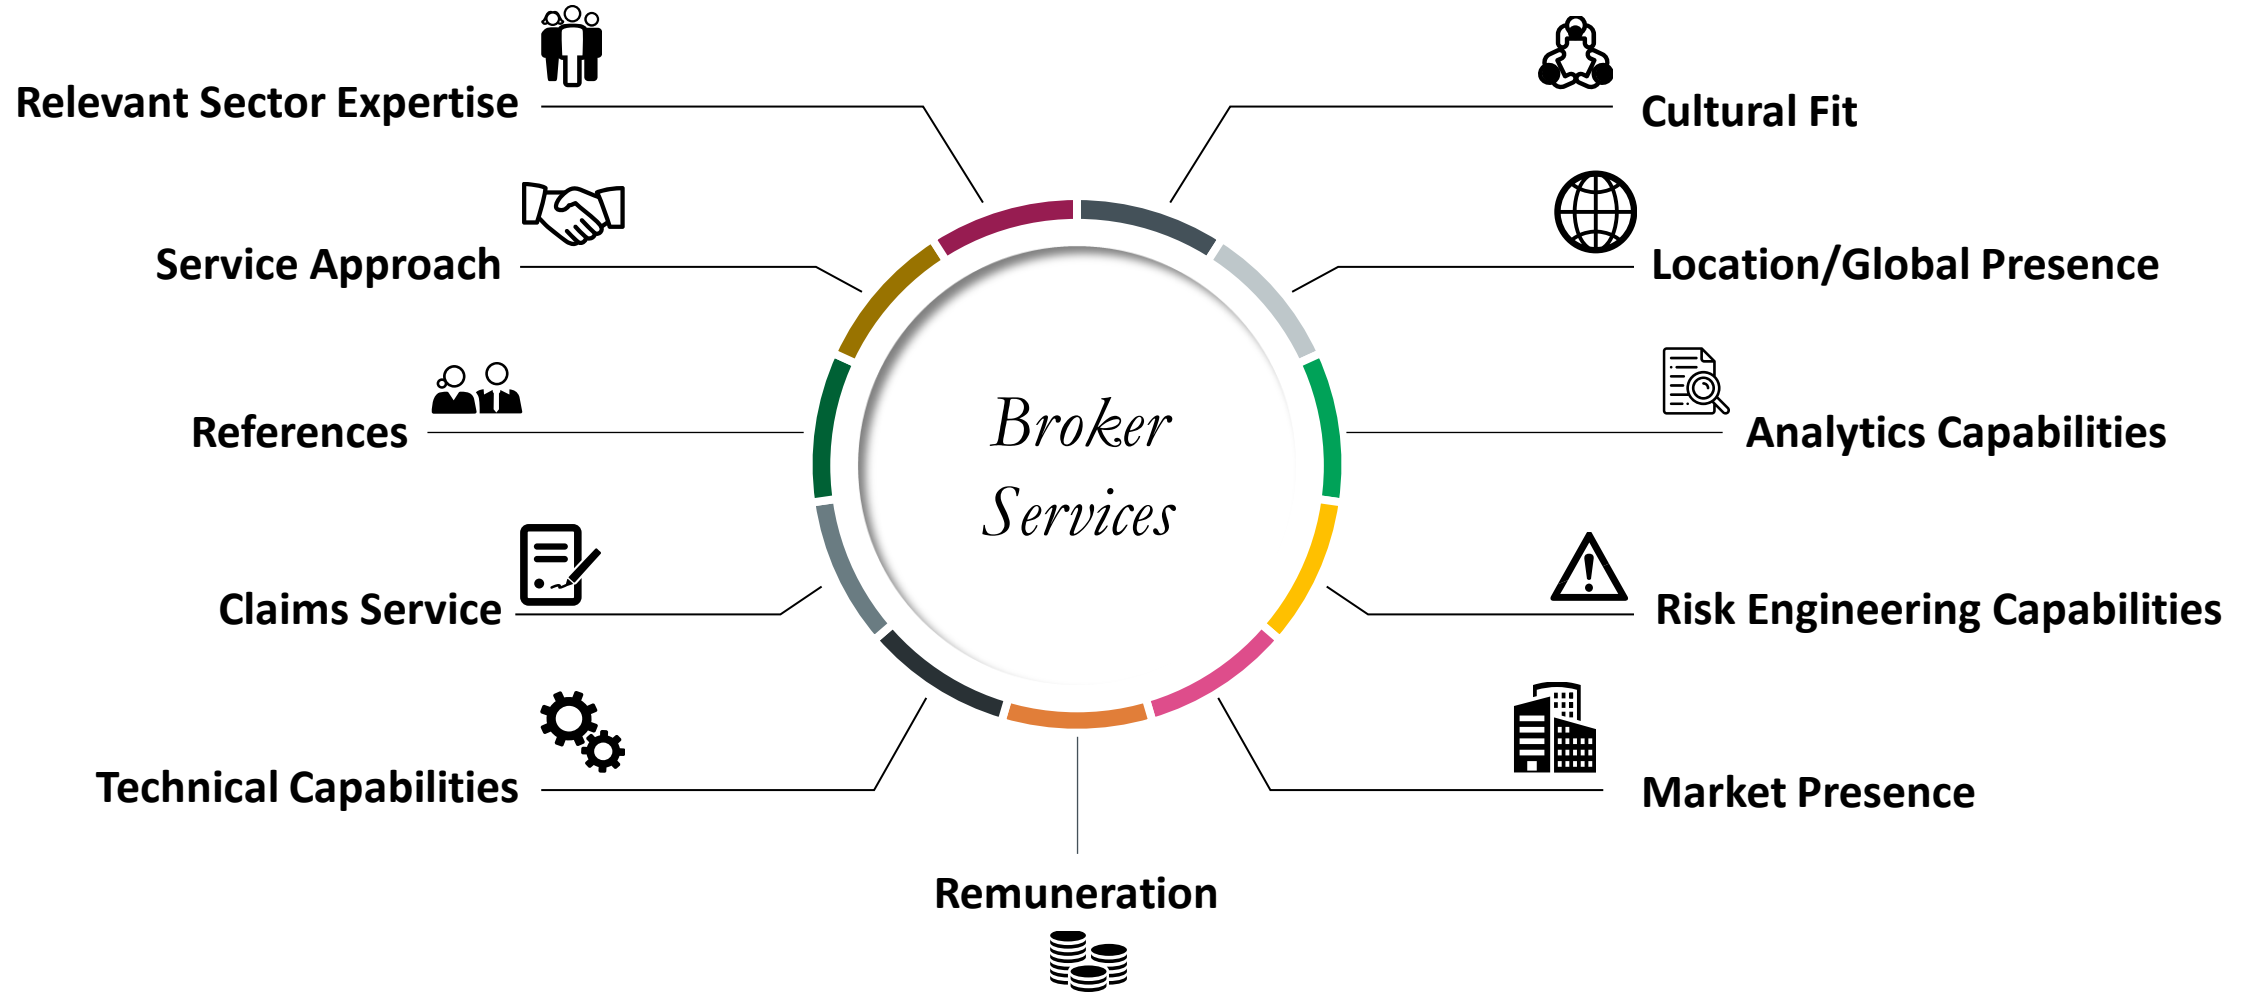 Relevant Sector Expertise
Cultural Fit
Service Approach
Location/Global Presence
References
Analytics Capabilities
Broker
Services
Claims Service
Risk Engineering Capabilities
Technical Capabilities
Market Presence
Remuneration